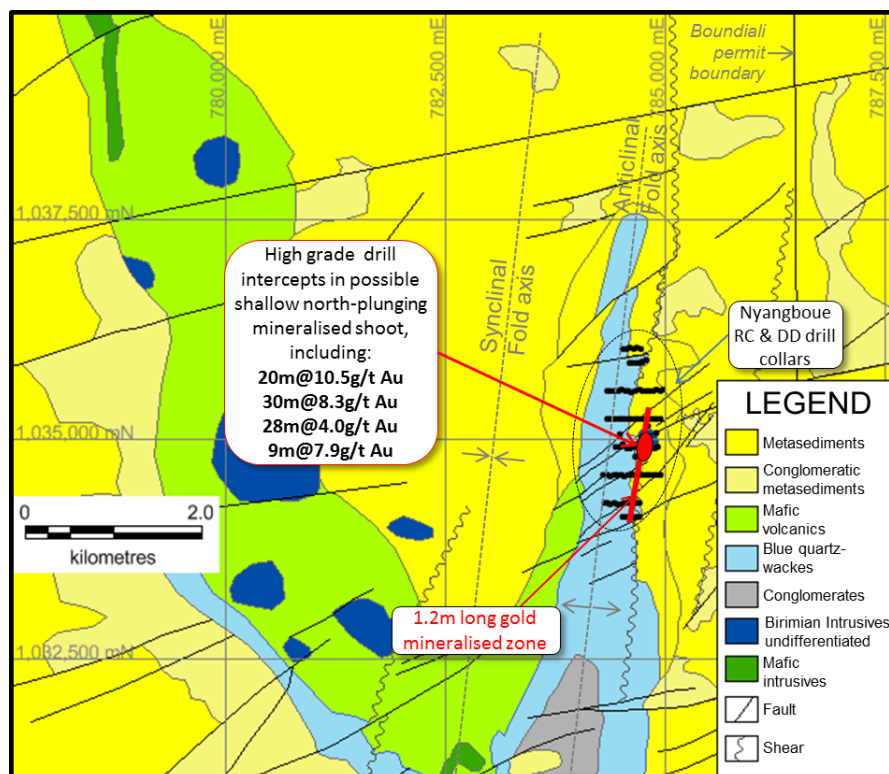 Boundiali
permit
boundary
780,000 mE
782,500 mE
785,000 mE
787,500 mE
1,037,500 mN
1,035,000 mN
1,032,500 mN
Synclinal
Fold axis
Anticlinal
Fold axis
High grade drill
intercepts in possible
shallow north-plunging
mineralised shoot,
including:
20m@10.5g/t Au
30m@8.3g/t Au
28m@4.0g/t Au
9m@7.9g/t Au
Nyangboue
RC & DD drill
collars
0 2.0
kilometres
1.2m long gold
mineralised zone
LEGEND
Metasediments
Conglomeratic
metasediments
Mafic
volcanics
Blue quartz-
wackes
Conglomerates
Birimian Intrusives
undifferentiated
Mafic
intrusives
Fault
Shear